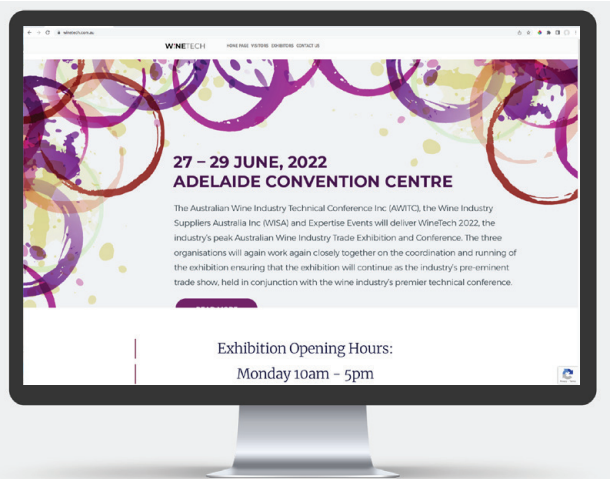 winetech.com.au
WINETECH HOME PAGE VISITORS EXHIBITORS CONTACT US
27 – 29 JUNE, 2022
ADELAIDE CONVENTION CENTRE
The Australian Wine Industry Technical Conference Inc (AWITC), the Wine Industry
Suppliers Australia Inc (WISA) and Expertise Events will deliver WineTech 2022, the
industry's peak Australian Wine Industry Trade Exhibition and Conference. The three
organisations will again work again closely together on the coordination and running of
the exhibition ensuring that the exhibition will continue as the industry's pre-eminent
trade show, held in conjunction with the wine industry's premier technical conference.
Exhibition Opening Hours:
Monday 10am – 5pm